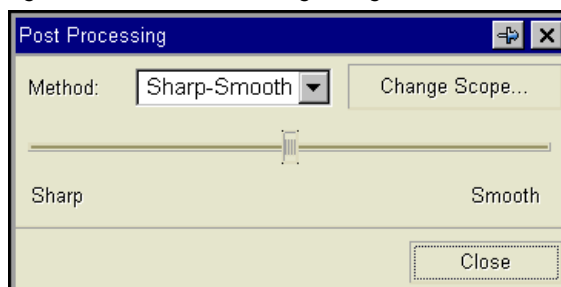 Post Processing
Method: Sharp-Smooth Change Scope...
Sharp Smooth
Close